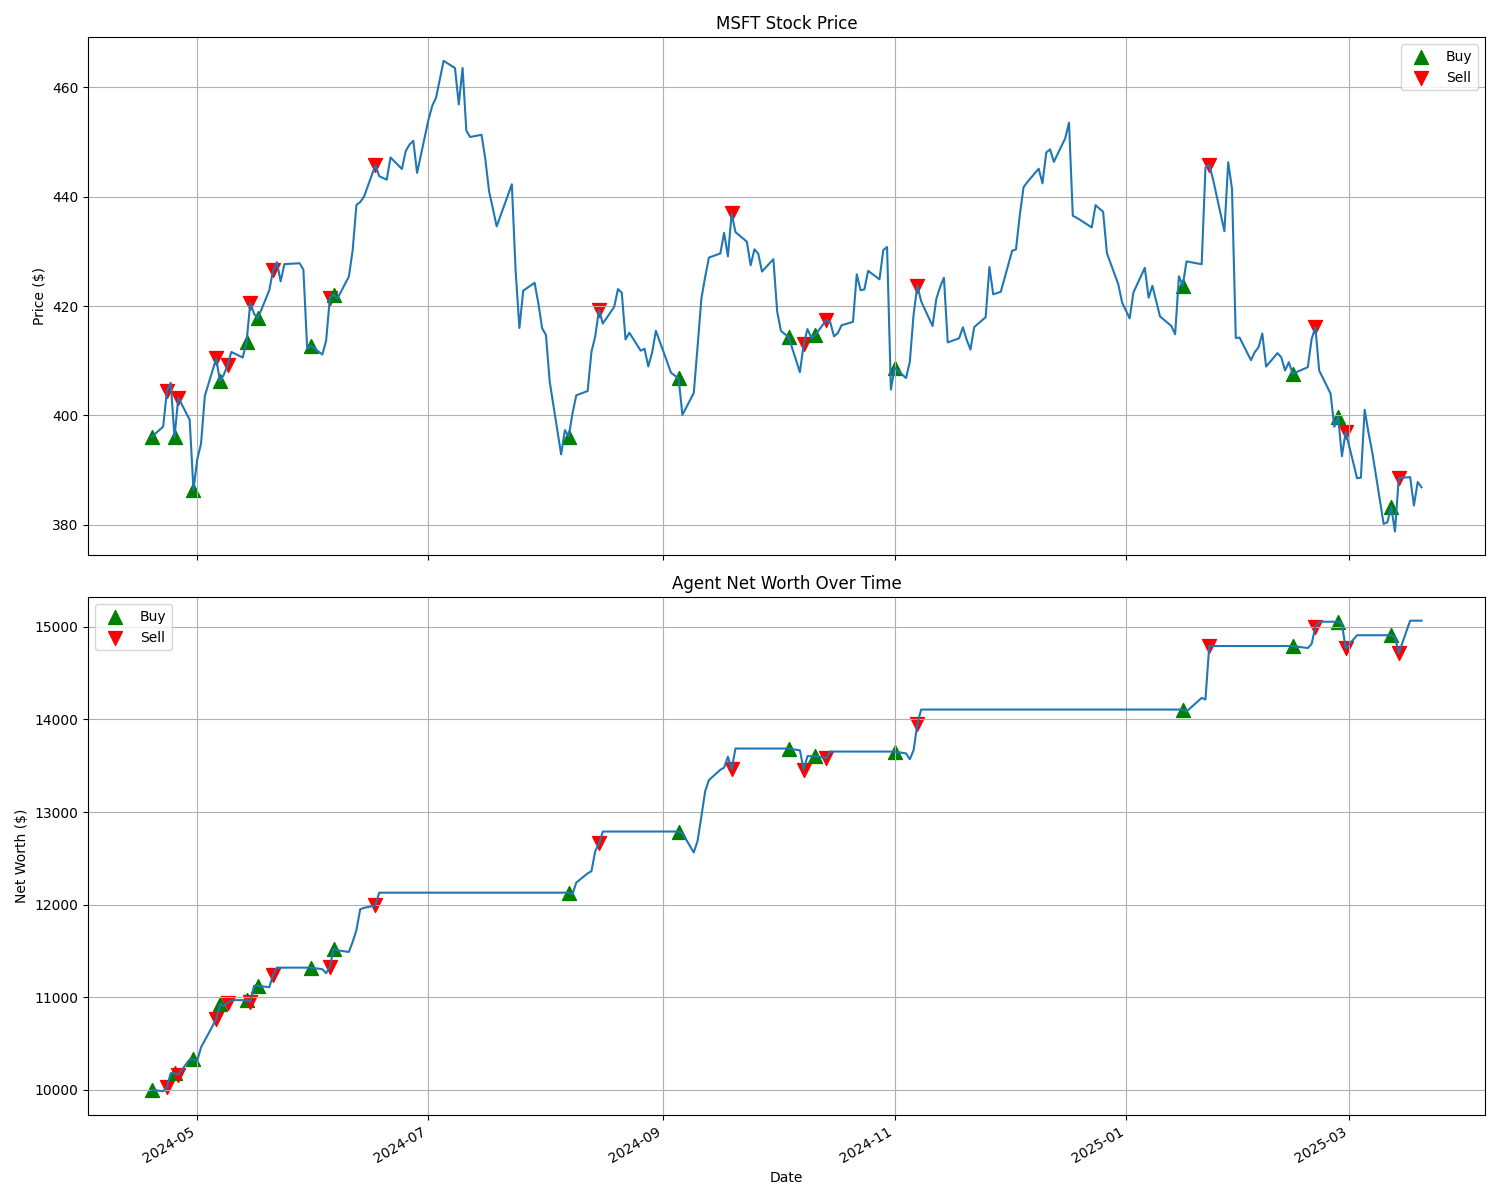 MSFT Stock Price
Buy
Sell
460
440
420
400
380
Price ($)
Agent Net Worth Over Time
Buy
Sell
15000
14000
13000
12000
11000
10000
Net Worth ($)
2024-05
2024-07
2024-09
2024-11
2025-01
2025-03
Date